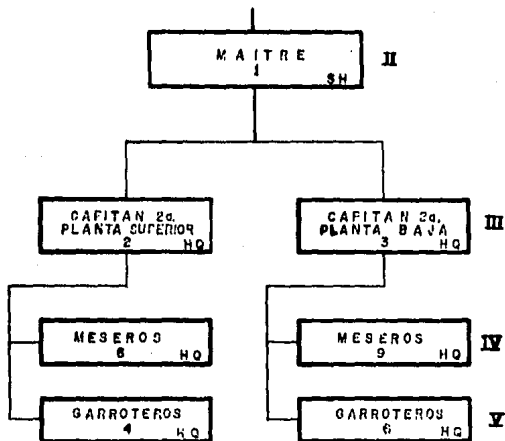 MAITRE
1
SH
II
CAPITAN 2a.
PLANTA SUPERIOR
2 HQ
CAPITAN 2a.
PLANTA BAJA
3 HQ
III
MESEROS
6 HQ
MESEROS
9 HQ
IV
GARROTEROS
4 HQ
GARROTEROS
6 HQ
V